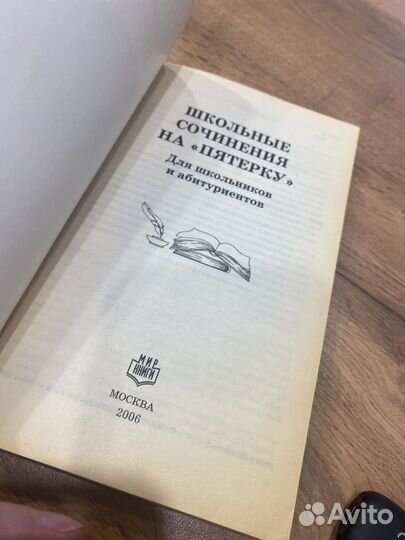 ШКОЛЬНЫЕ
СОЧИНЕНИЯ
НА «ПЯТЕРКУ»
Для школьников
и абитуриентов
МИР
КНИГИ
МОСКВА
2006
Avito